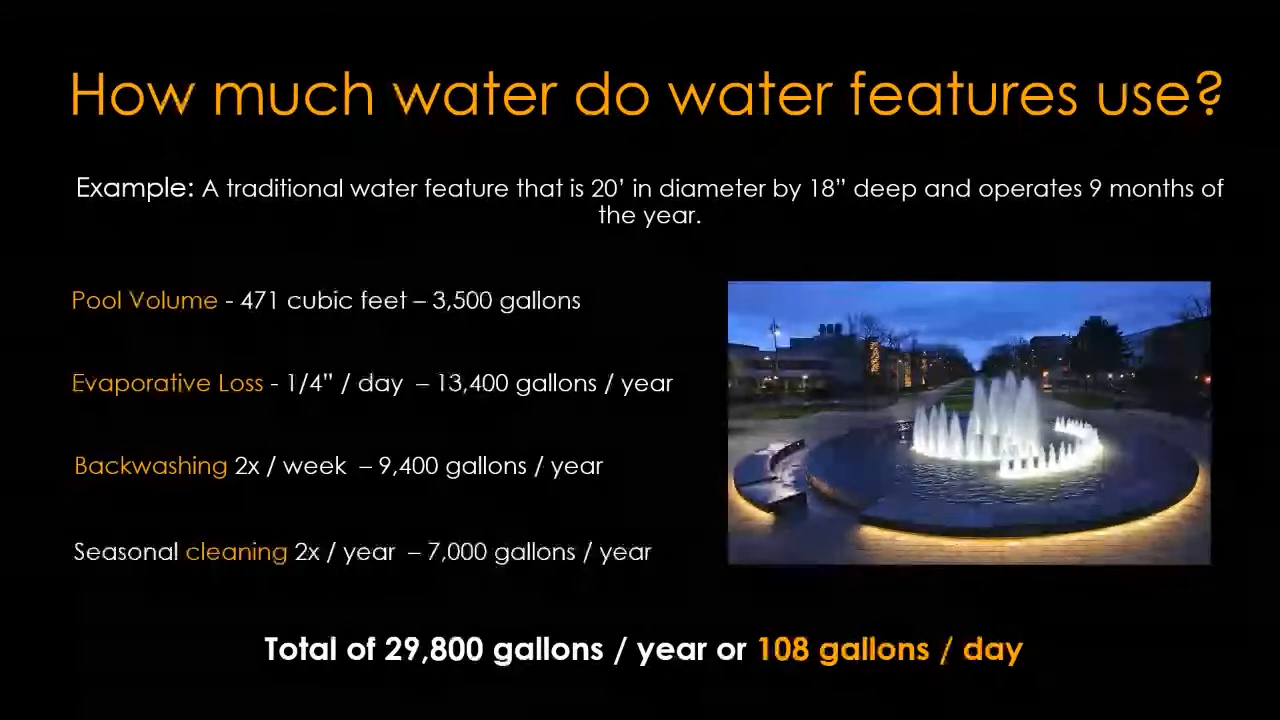 How much water do water features use?
Example: A traditional water feature that is 20’ in diameter by 18” deep and operates 9 months of
the year.
Pool Volume - 471 cubic feet – 3,500 gallons
Evaporative Loss - 1/4” / day – 13,400 gallons / year
Backwashing 2x / week – 9,400 gallons / year
Seasonal cleaning 2x / year – 7,000 gallons / year
Total of 29,800 gallons / year or 108 gallons / day